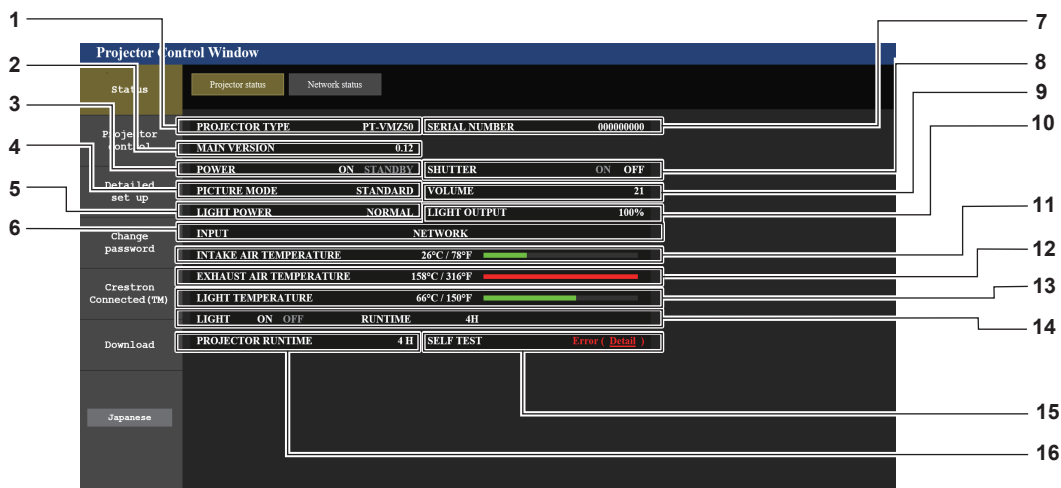 1
7
Projector Control Window
2
8
Status
Projector status
Network status
3
9
PROJECTOR TYPE PT-VMZ50 SERIAL NUMBER 000000000
10
Projector
control
4
MAIN VERSION 0.12
POWER ON STANDBY SHUTTER ON OFF
5
Detailed
set up
PICTURE MODE STANDARD VOLUME 21
11
LIGHT POWER NORMAL LIGHT OUTPUT 100%
6
INPUT NETWORK
Change
password
12
INTAKE AIR TEMPERATURE 26°C / 78°F
EXHAUST AIR TEMPERATURE 158°C / 316°F
13
Crestron
Connected(TM)
LIGHT TEMPERATURE 66°C / 150°F
14
LIGHT ON OFF RUNTIME 4H
Download
PROJECTOR RUNTIME 4 H SELF TEST Error ( Detail )
Japanese
15
16